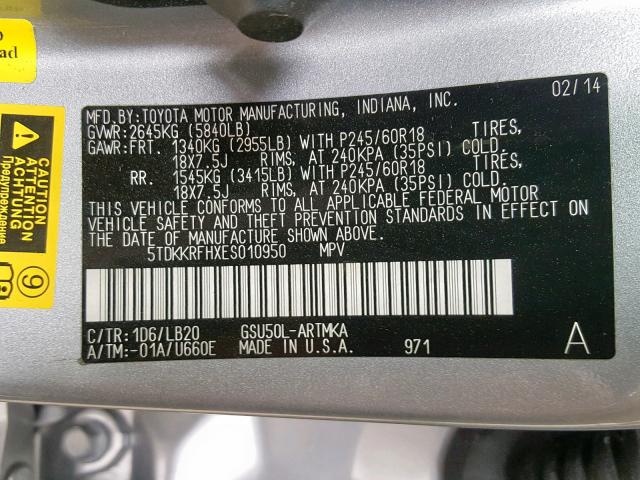 ad
MFD.BY:TOYOTA MOTOR MANUFACTURING, INDIANA, INC. 02/14
GVWR:2645KG (5840LB)
GAWR:FRT. 1340KG (2955LB) WITH P245/60R18 TIRES,
18X7.5J RIMS, AT 240KPA (35PSI) COLD.
RR. 1545KG (3415LB) WITH P245/60R18 TIRES,
18X7.5J RIMS, AT 240KPA (35PSI) COLD.
THIS VEHICLE CONFORMS TO ALL APPLICABLE FEDERAL MOTOR
VEHICLE SAFETY AND THEFT PREVENTION STANDARDS IN EFFECT ON
THE DATE OF MANUFACTURE SHOWN ABOVE.
5TDKKRFHXES010950 MPV
C/TR:1D6/LB20 GSU50L-ARTMKA
A/TM:-01A/U660E MADE IN U.S.A. 971 A
CAUTION
ATTENTION
ACHTUNG
Предупреждение
9